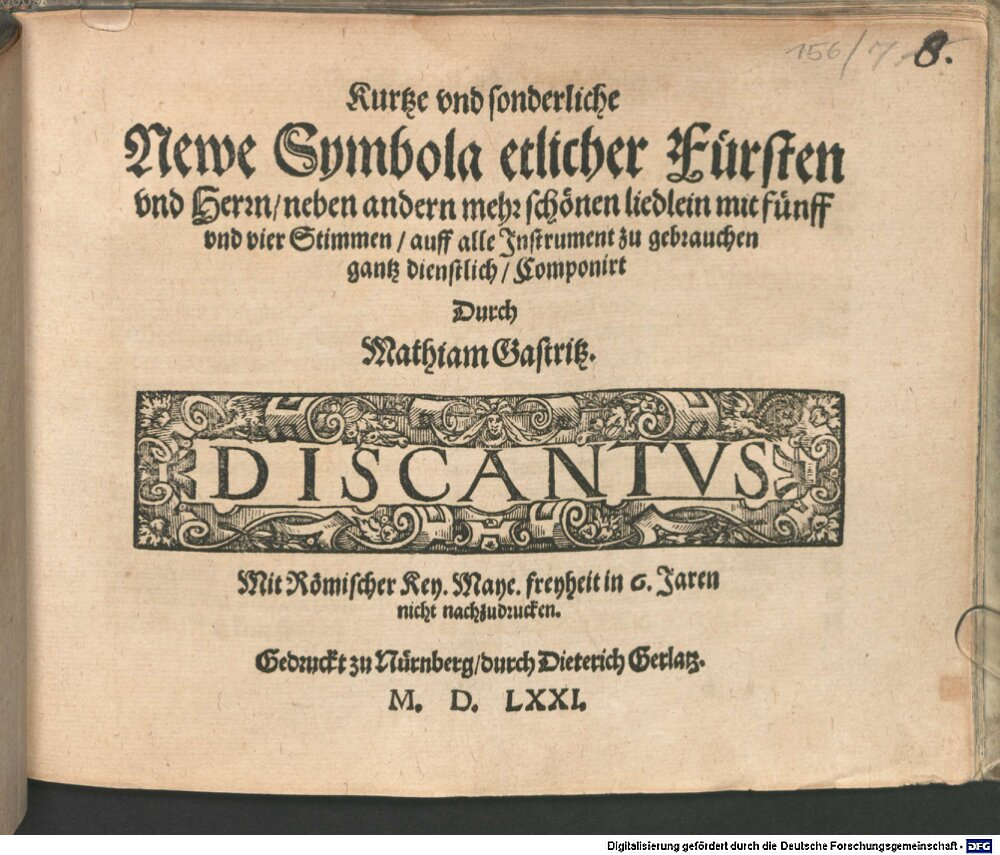 156/7. 8.
Kurtze vnd sonderliche
Newe Symbola etlicher Fürsten
vnd Herrn/neben andern mehr schönen liedlein mit fünff
vnd vier Stimmen/auff alle Instrument zu gebrauchen
gantz dienstlich/Componirt
Durch
Mathiam Gastritz.
DISCANTVS
Mit Römischer Key. Maye. freyheit in 6. Jaren
nicht nachzudrucken.
Gedruckt zu Nürnberg/durch Dieterich Gerlatz.
M. D. LXXI.
Digitalisierung gefördert durch die Deutsche Forschungsgemeinschaft - DFG